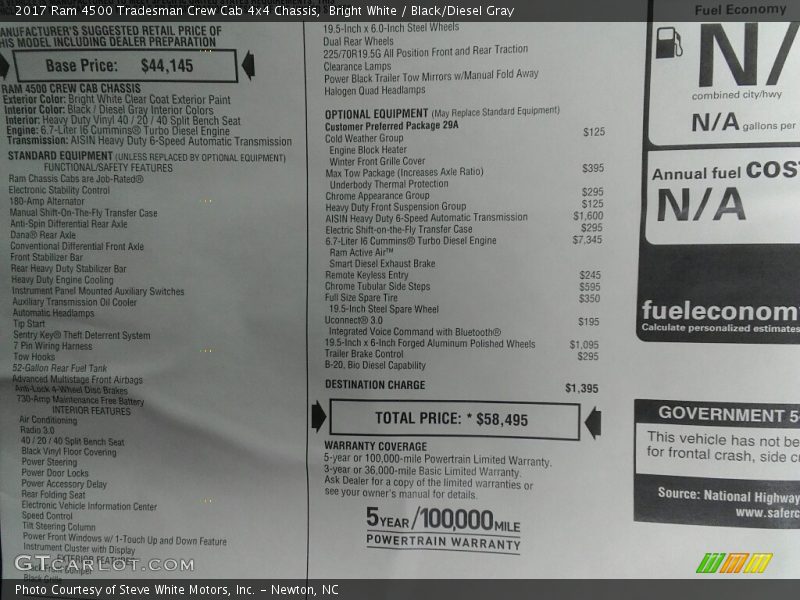 2017 Ram 4500 Tradesman Crew Cab 4x4 Chassis, Bright White / Black/Diesel Gray
MANUFACTURER'S SUGGESTED RETAIL PRICE OF
THIS MODEL INCLUDING DEALER PREPARATION
Base Price: $44,145
RAM 4500 CREW CAB CHASSIS
Exterior Color: Bright White Clear Coat Exterior Paint
Interior Color: Black / Diesel Gray Interior Colors
Interior: Heavy Duty Vinyl 40 / 20 / 40 Split Bench Seat
Engine: 6.7-Liter I6 Cummins® Turbo Diesel Engine
Transmission: AISIN Heavy Duty 6-Speed Automatic Transmission
STANDARD EQUIPMENT (UNLESS REPLACED BY OPTIONAL EQUIPMENT)
FUNCTIONAL/SAFETY FEATURES
Ram Chassis Cabs are Job-Rated®
Electronic Stability Control
180-Amp Alternator
Manual Shift-On-The-Fly Transfer Case
Anti-Spin Differential Rear Axle
Dana® Rear Axle
Conventional Differential Front Axle
Front Stabilizer Bar
Rear Heavy Duty Stabilizer Bar
Heavy Duty Engine Cooling
Instrument Panel Mounted Auxiliary Switches
Auxiliary Transmission Oil Cooler
Automatic Headlamps
Tip Start
Sentry Key® Theft Deterrent System
7 Pin Wiring Harness
Tow Hooks
52-Gallon Rear Fuel Tank
Advanced Multistage Front Airbags
Anti-Lock 4-Wheel Disc Brakes
730-Amp Maintenance Free Battery
INTERIOR FEATURES
Air Conditioning
Radio 3.0
40 / 20 / 40 Split Bench Seat
Black Vinyl Floor Covering
Power Steering
Power Door Locks
Power Accessory Delay
Rear Folding Seat
Electronic Vehicle Information Center
Speed Control
Tilt Steering Column
Power Front Windows w/ 1-Touch Up and Down Feature
Instrument Cluster with Display
EXTERIOR FEATURES
Black Front Bumper
Black Grille
19.5-Inch x 6.0-Inch Steel Wheels
Dual Rear Wheels
225/70R19.5G All Position Front and Rear Traction
Clearance Lamps
Power Black Trailer Tow Mirrors w/Manual Fold Away
Halogen Quad Headlamps
OPTIONAL EQUIPMENT (May Replace Standard Equipment)
Customer Preferred Package 29A
Cold Weather Group $125
Engine Block Heater
Winter Front Grille Cover
Max Tow Package (Increases Axle Ratio) $395
Underbody Thermal Protection
Chrome Appearance Group $295
Heavy Duty Front Suspension Group $125
AISIN Heavy Duty 6-Speed Automatic Transmission $1,600
Electric Shift-on-the-Fly Transfer Case $295
6.7-Liter I6 Cummins® Turbo Diesel Engine $7,345
Ram Active Air™
Smart Diesel Exhaust Brake
Remote Keyless Entry $245
Chrome Tubular Side Steps $595
Full Size Spare Tire $350
19.5-Inch Steel Spare Wheel
Uconnect® 3.0 $195
Integrated Voice Command with Bluetooth®
19.5-Inch x 6-Inch Forged Aluminum Polished Wheels $1,095
Trailer Brake Control $295
B-20, Bio Diesel Capability
DESTINATION CHARGE $1,395
TOTAL PRICE: * $58,495
WARRANTY COVERAGE
5-year or 100,000-mile Powertrain Limited Warranty.
3-year or 36,000-mile Basic Limited Warranty.
Ask Dealer for a copy of the limited warranties or
see your owner's manual for details.
5 YEAR / 100,000 MILE
POWERTRAIN WARRANTY
Fuel Economy
N/
combined city/hwy
N/A gallons per
Annual fuel COST
N/A
fueleconomy
Calculate personalized estimates
GOVERNMENT 5
This vehicle has not be
for frontal crash, side c
Source: National Highway
www.saferc
GTcarlot.com
Photo Courtesy of Steve White Motors, Inc. – Newton, NC